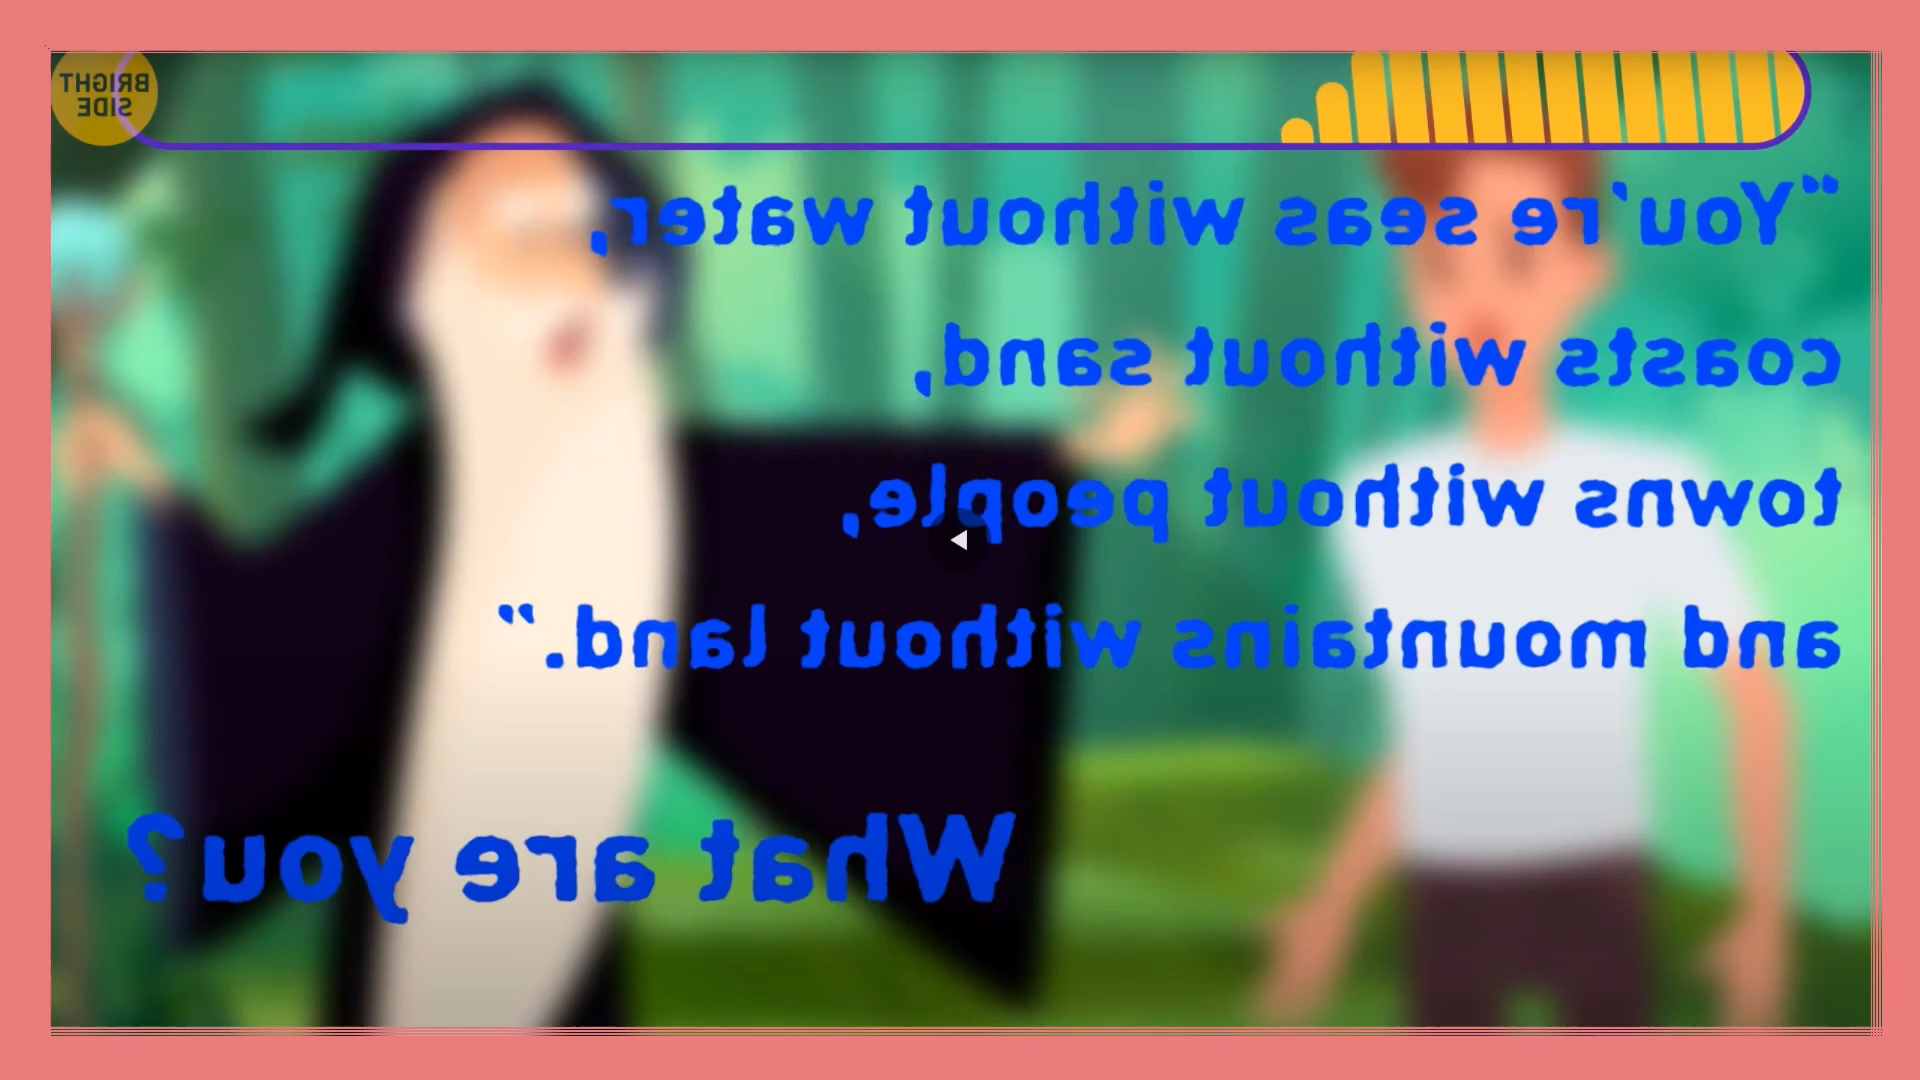 BRIGHT
SIDE
“You're seas without water,
coasts without sand,
towns without people,
and mountains without land.”
What are you?